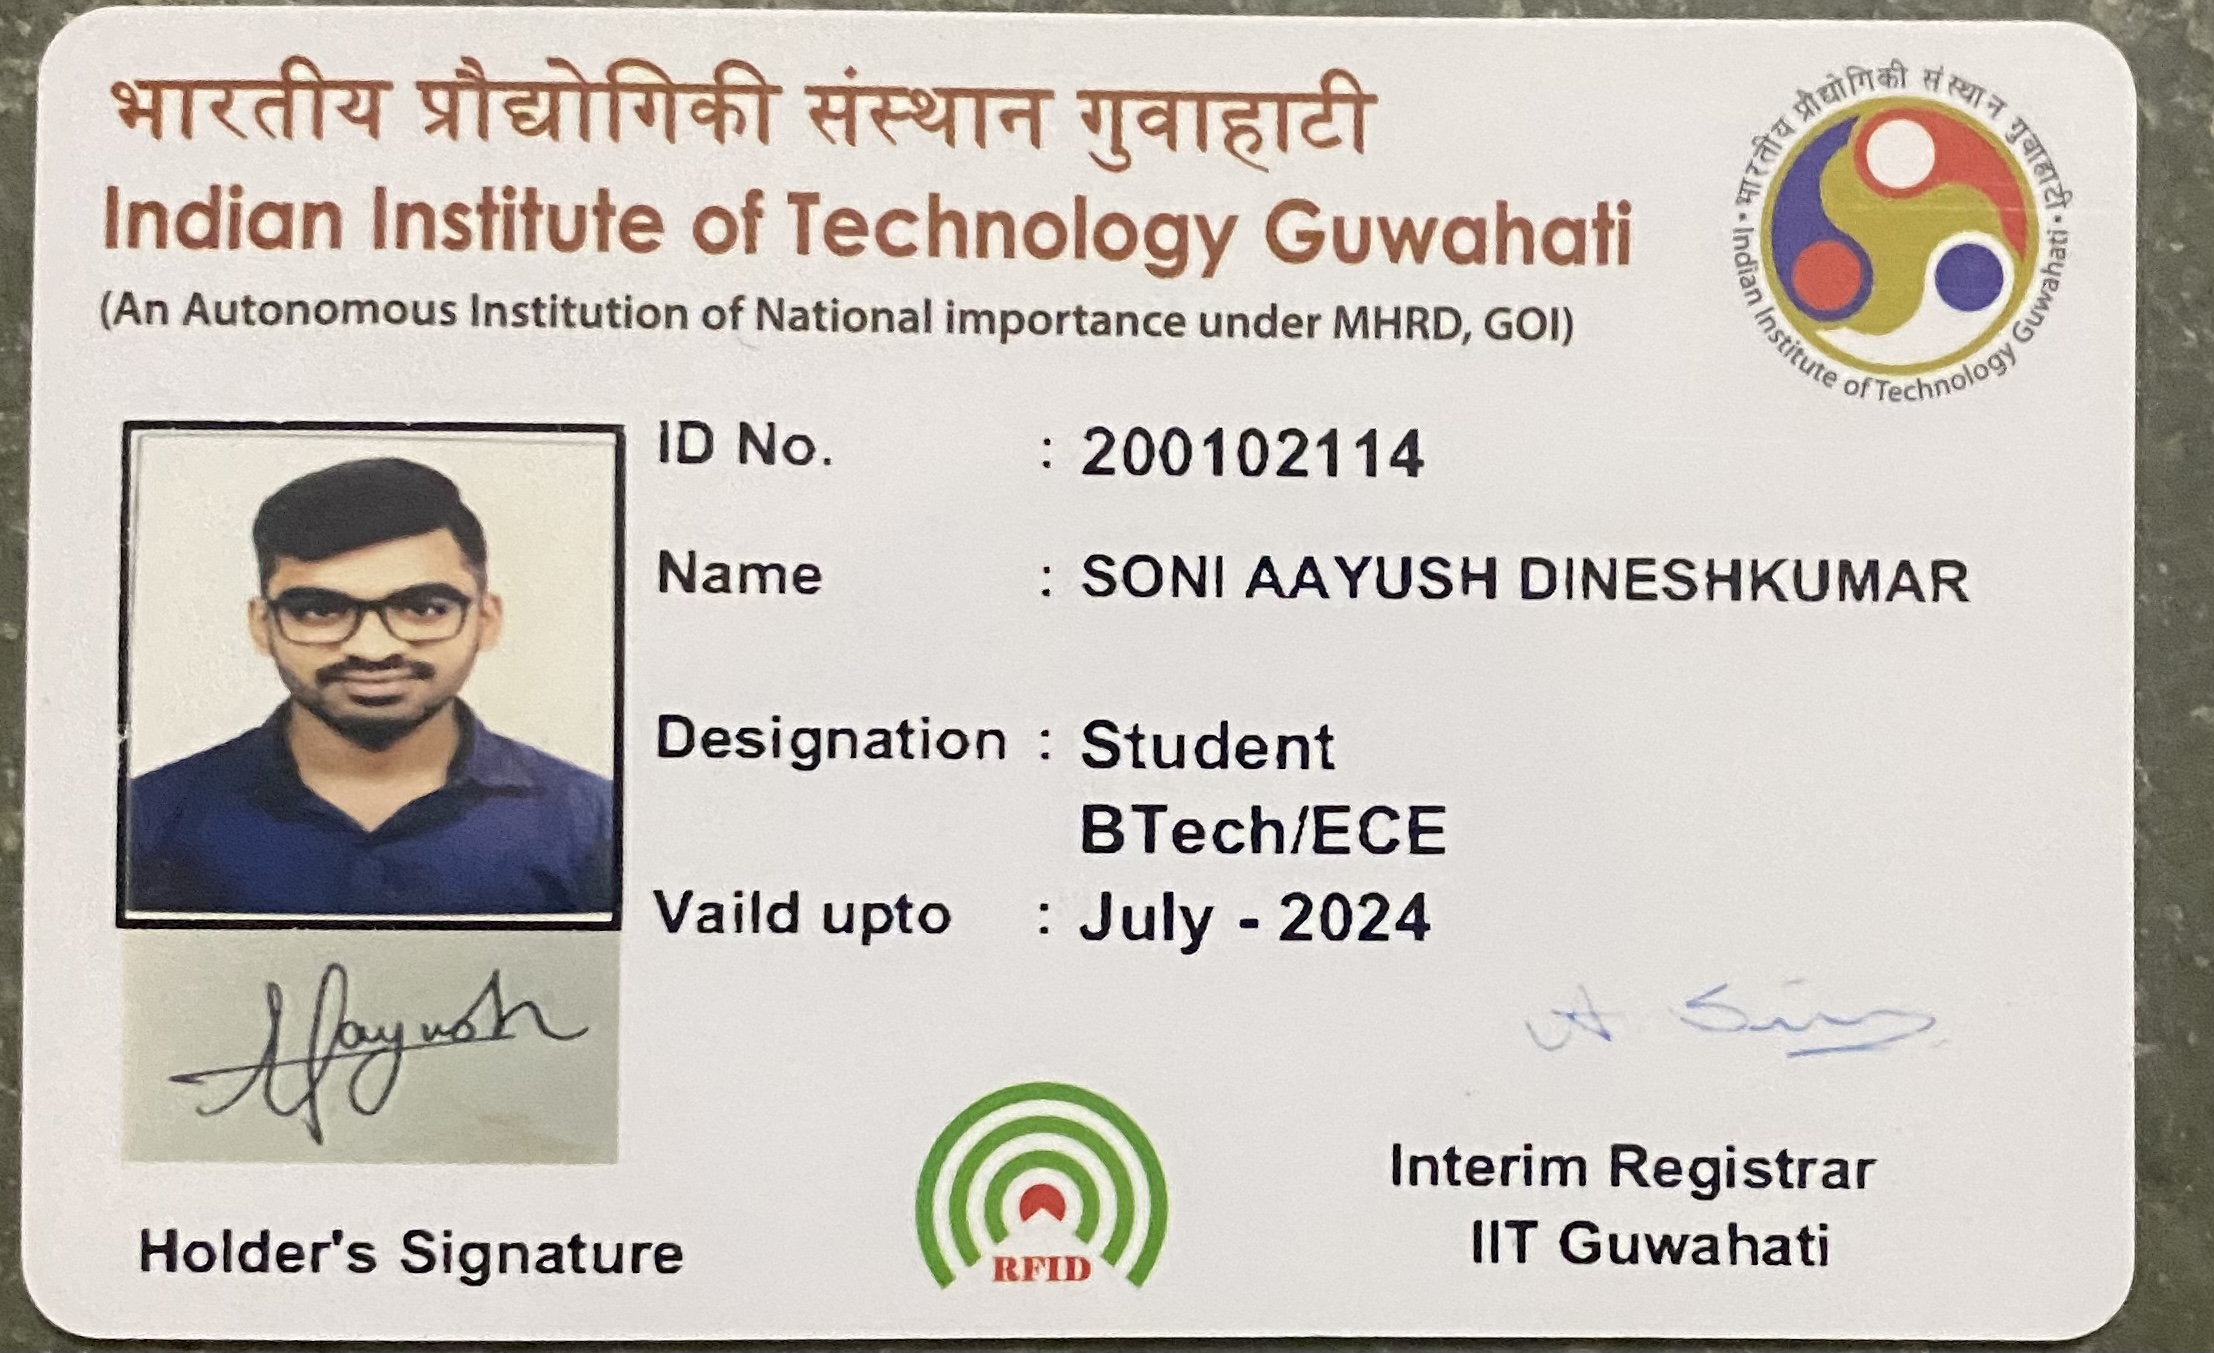 भारतीय प्रौद्योगिकी संस्थान गुवाहाटी
Indian Institute of Technology Guwahati
(An Autonomous Institution of National importance under MHRD, GOI)
भारतीय प्रौद्योगिकी संस्थान गुवाहाटी
Indian Institute of Technology Guwahati
ID No. : 200102114
Name : SONI AAYUSH DINESHKUMAR
Designation : Student
BTech/ECE
Vaild upto : July - 2024
Aayush
Holder's Signature
RFID
Interim Registrar
IIT Guwahati